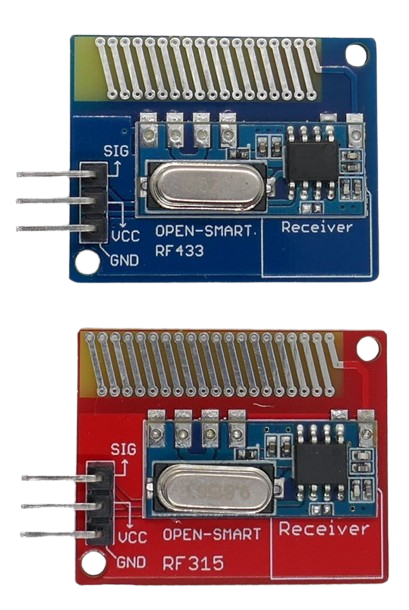 SIG
VCC
GND
OPEN-SMART.
RF433
Receiver
SIG
VCC
GND
OPEN-SMART
RF315
Receiver